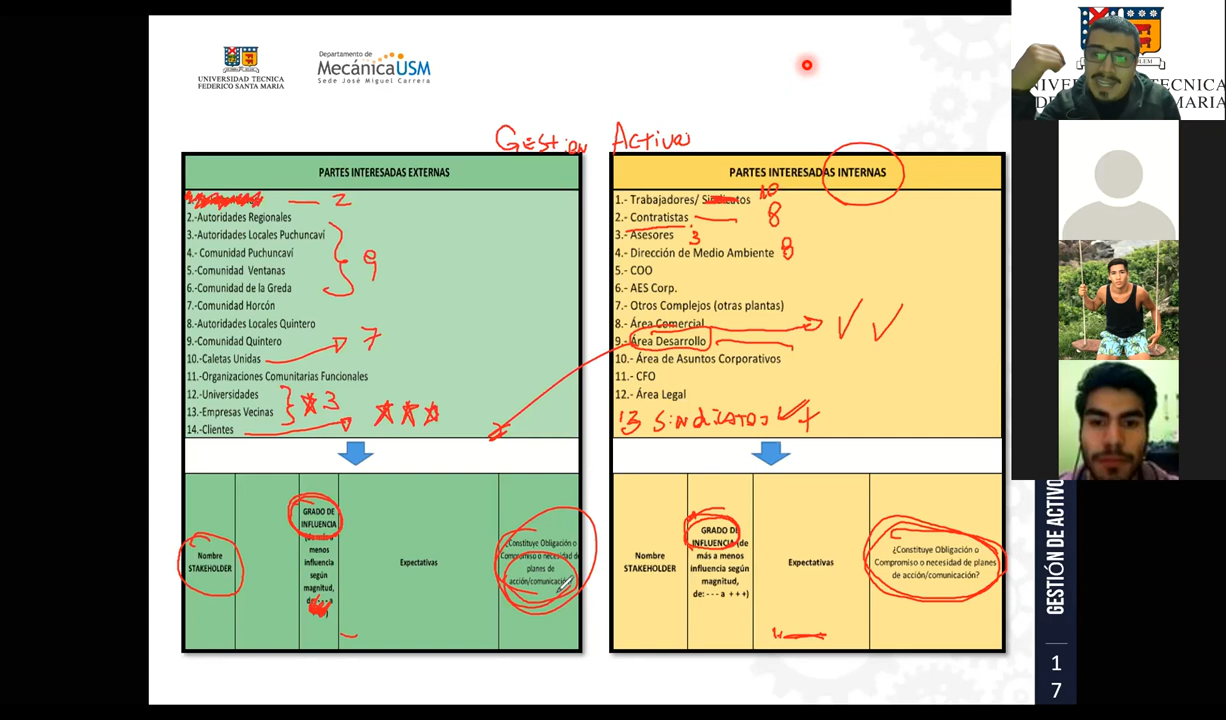 UNIVERSIDAD TECNICA
FEDERICO SANTA MARIA
Departamento de
MecánicaUSM
Sede José Miguel Carrera
Gestion Activos
PARTES INTERESADAS EXTERNAS
2
2.-Autoridades Regionales
3.-Autoridades Locales Puchuncaví
4.- Comunidad Puchuncaví
5.-Comunidad Ventanas
6.-Comunidad de la Greda
9
7.-Comunidad Horcón
8.-Autoridades Locales Quintero
9.-Comunidad Quintero
10.-Caletas Unidas
7
11.-Organizaciones Comunitarias Funcionales
12.-Universidades
13.-Empresas Vecinas
3
14.-Clientes
Nombre
STAKEHOLDER
GRADO DE
INFLUENCIA
menos
influencia
según
magnitud,
Expectativas
¿Constituye Obligación o
Compromiso o necesidad de
planes de
acción/comunicación?
PARTES INTERESADAS INTERNAS
1.- Trabajadores/ Sindicatos
10
2.- Contratistas
8
3.- Asesores
3
4.- Dirección de Medio Ambiente
8
5.- COO
6.- AES Corp.
7.- Otros Complejos (otras plantas)
8.- Área Comercial
9.- Área Desarrollo
10.- Área de Asuntos Corporativos
11.- CFO
12.- Área Legal
13 Sindicatos
+
Nombre
STAKEHOLDER
GRADO DE
INFLUENCIA (de
más a menos
influencia según
magnitud,
de: - - - a + + +)
Expectativas
¿Constituye Obligación o
Compromiso o necesidad de planes
de acción/comunicación?
GESTIÓN DE ACTIVO
1
7